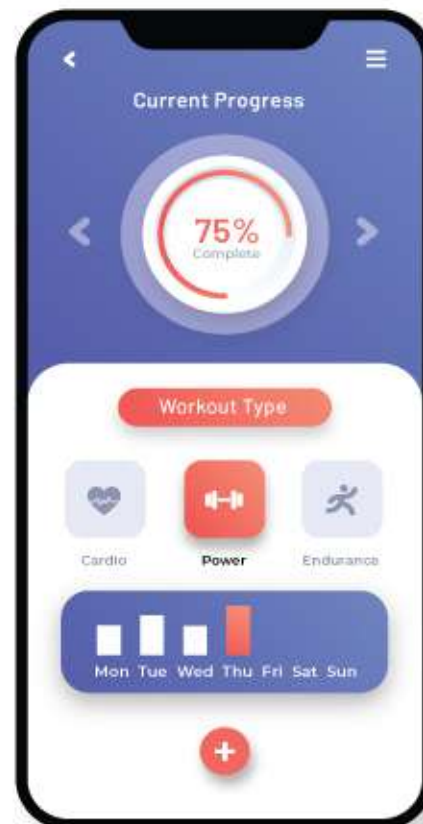 Current Progress
75%
Complete
Workout Type
Cardio Power Endurance
Mon Tue Wed Thu Fri Sat Sun